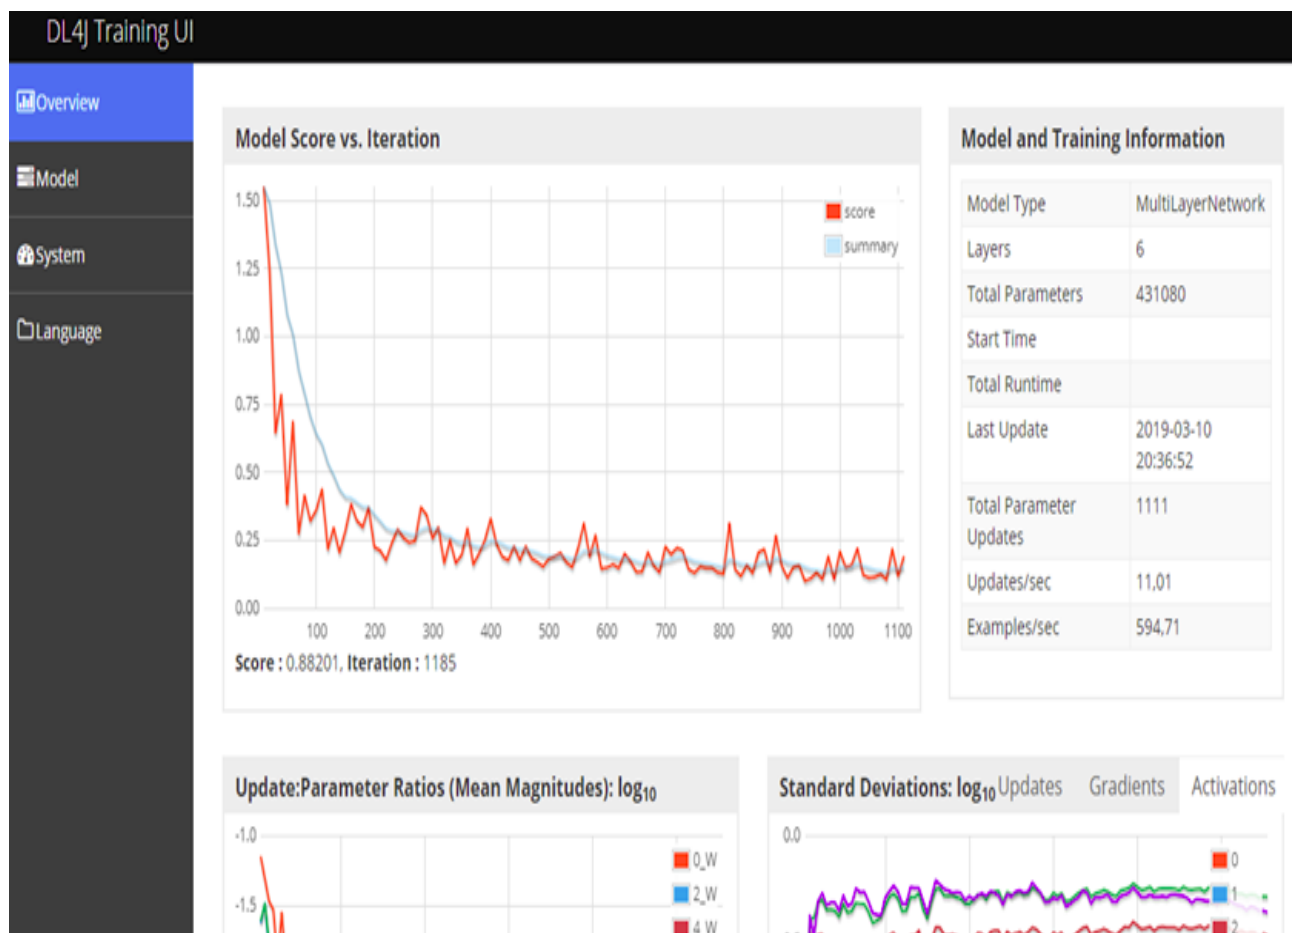 DL4J Training UI
Overview
Model
System
Language
Model Score vs. Iteration
1.50
1.25
1.00
0.75
0.50
0.25
0.00
score
summary
100 200 300 400 500 600 700 800 900 1000 1100
Score : 0.88201, Iteration : 1185
Model and Training Information
Model Type MultiLayerNetwork
Layers 6
Total Parameters 431080
Start Time
Total Runtime
Last Update 2019-03-10
20:36:52
Total Parameter 1111
Updates
Updates/sec 11,01
Examples/sec 594,71
Update:Parameter Ratios (Mean Magnitudes): log10
-1.0
-1.5
0_W
2_W
4_W
Standard Deviations: log10 Updates Gradients Activations
0.0
0
1
2